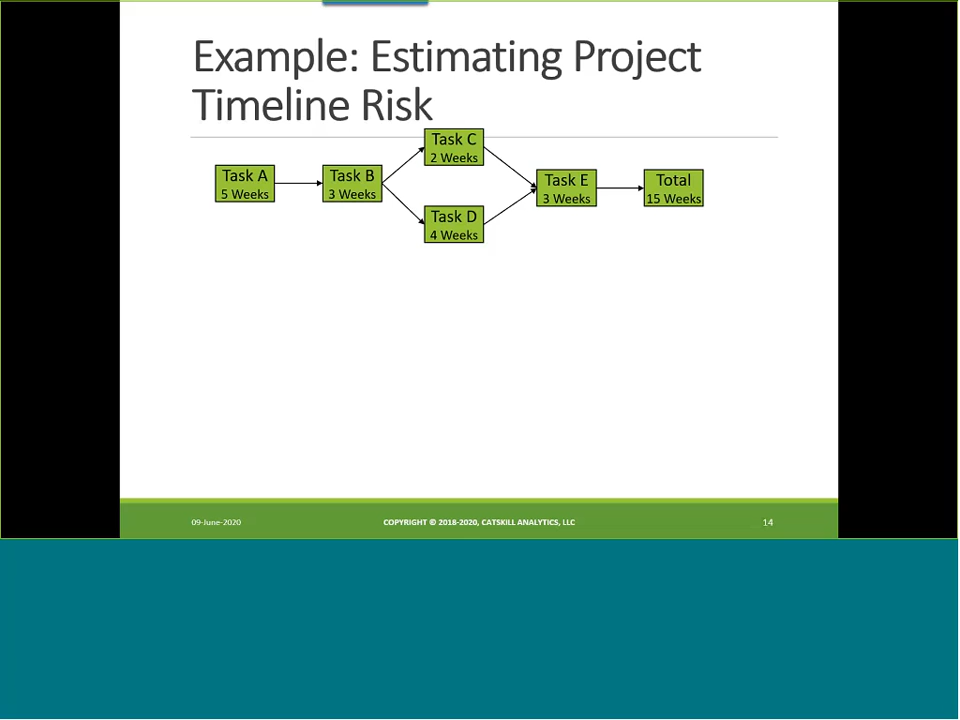 Example: Estimating Project
Timeline Risk
Task A
5 Weeks
Task B
3 Weeks
Task C
2 Weeks
Task D
4 Weeks
Task E
3 Weeks
Total
15 Weeks
09-June-2020
COPYRIGHT © 2018-2020, CATSKILL ANALYTICS, LLC
14